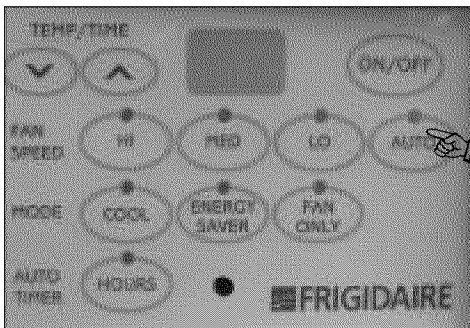 TEMP/TIME
ON/OFF
FAN SPEED
HI
MED
LO
AUTO
MODE
COOL
ENERGY SAVER
FAN ONLY
AUTO TIMER
HOURS
FRIGIDAIRE